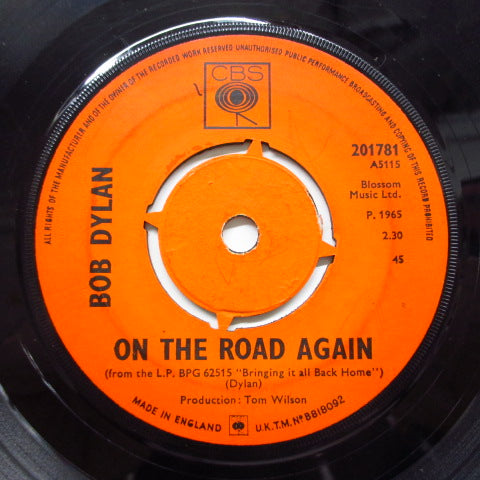 ALL RIGHTS OF THE MANUFACTURER AND OF THE OWNER OF THE RECORDED WORK RESERVED UNAUTHORISED PUBLIC PERFORMANCE BROADCASTING AND COPYING OF THIS RECORD PROHIBITED
CBS
201781
A5115
Blossom
Music Ltd.
P. 1965
2.30
45
BOB DYLAN
ON THE ROAD AGAIN
(from the L.P. BPG 62515 "Bringing it all Back Home")
(Dylan)
Production: Tom Wilson
MADE IN ENGLAND U.K.T.M.Nº B818092